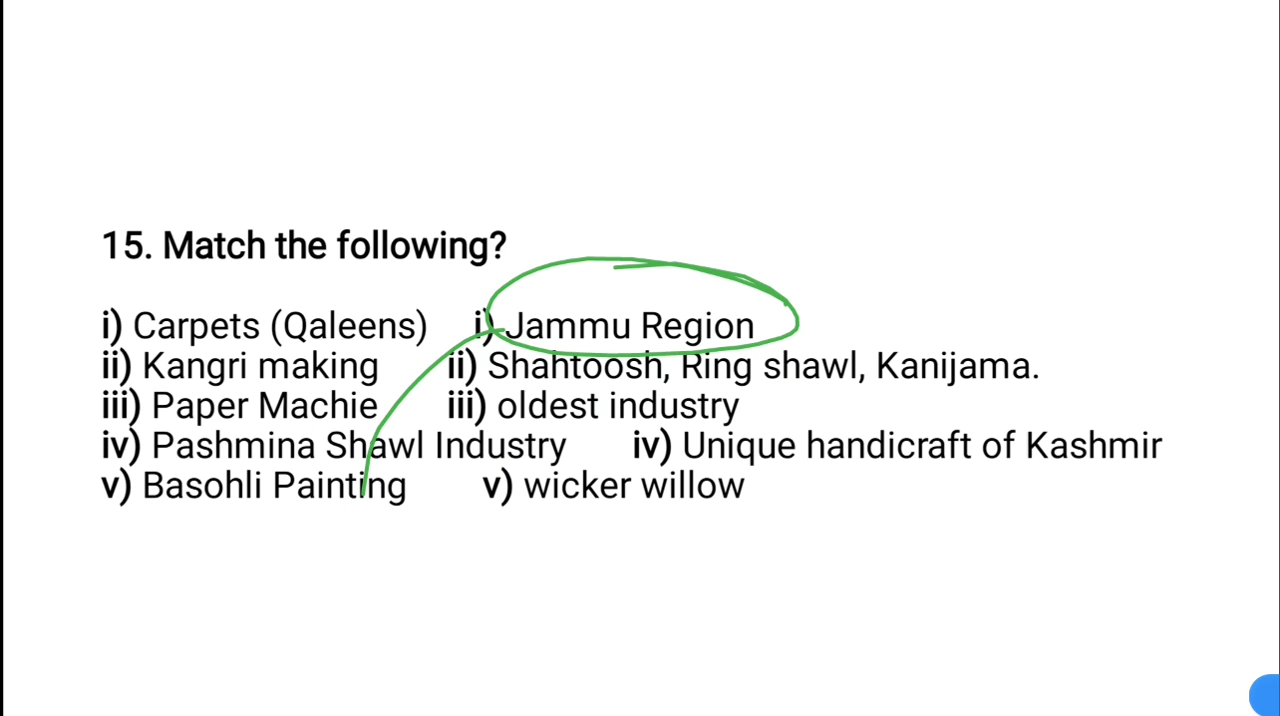 15. Match the following?
i) Carpets (Qaleens) i) Jammu Region
ii) Kangri making ii) Shahtoosh, Ring shawl, Kanijama.
iii) Paper Machie iii) oldest industry
iv) Pashmina Shawl Industry iv) Unique handicraft of Kashmir
v) Basohli Painting v) wicker willow